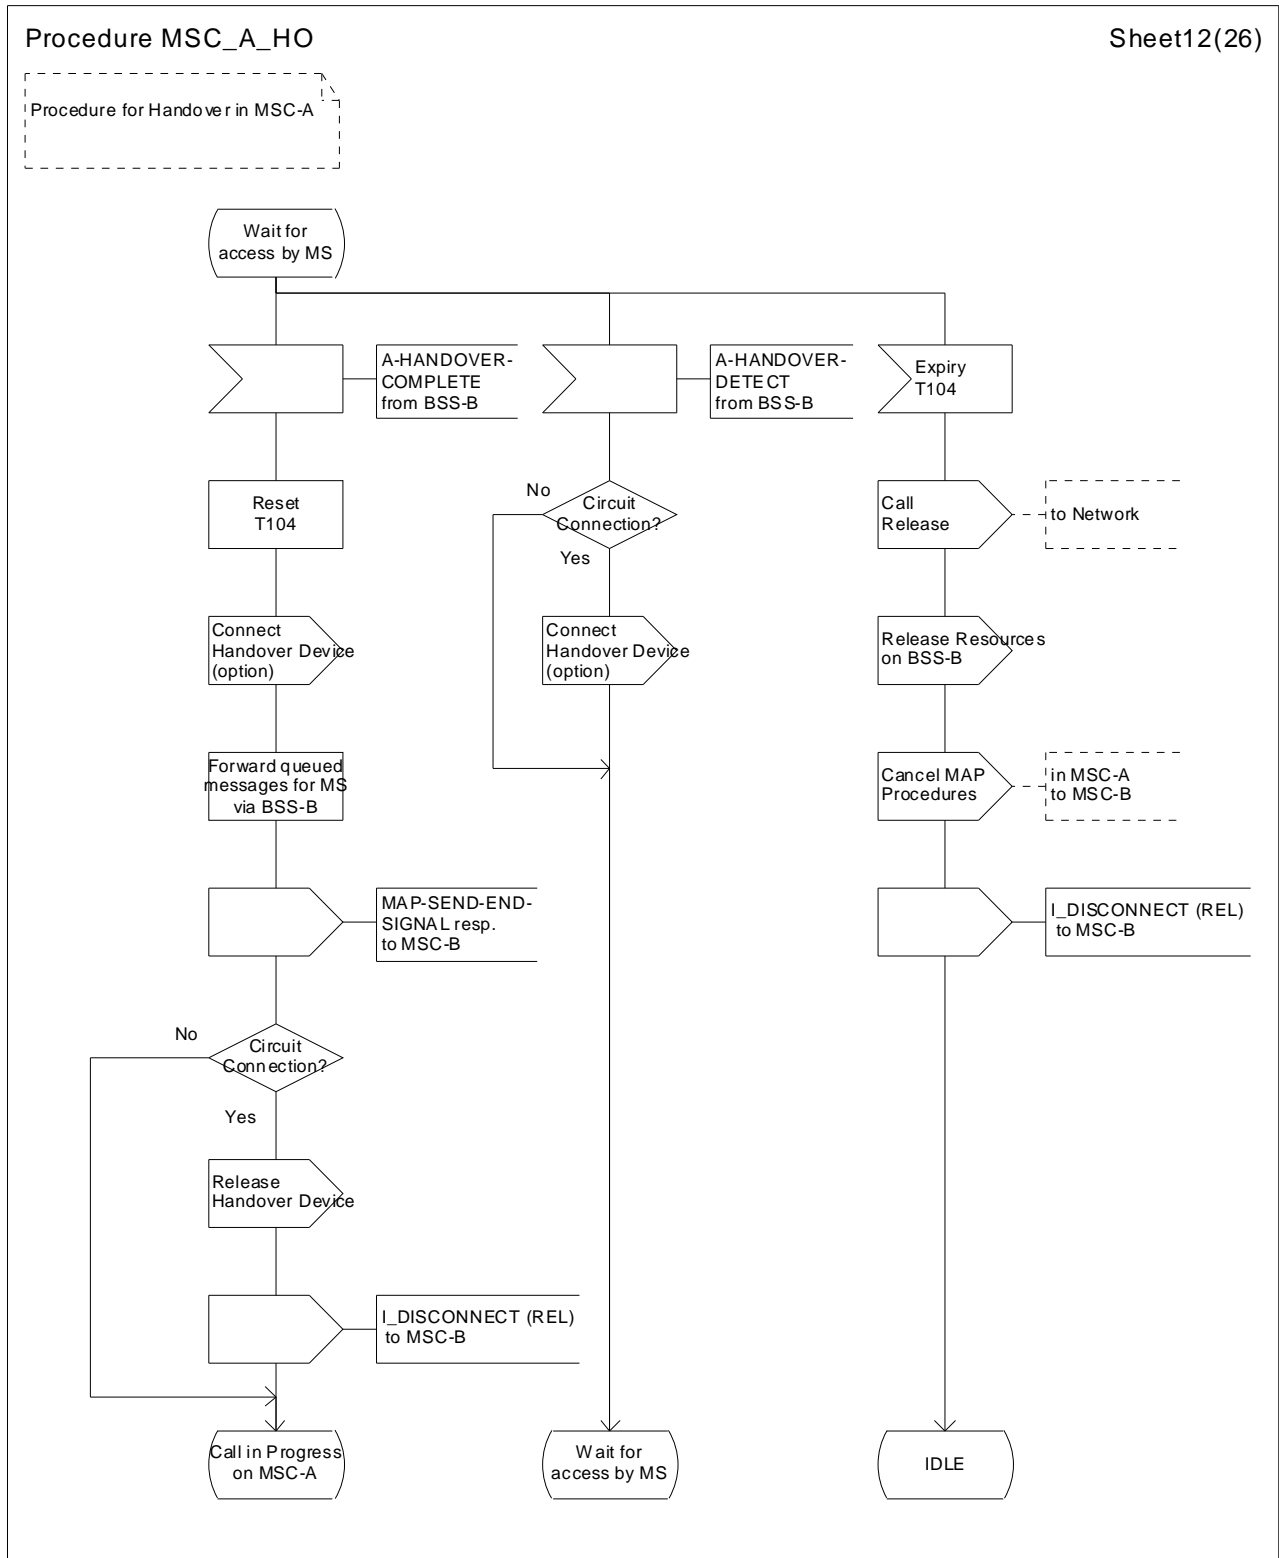 Procedure MSC_A_HO
Sheet12(26)
Procedure for Handover in MSC-A
Wait for
access by MS
A-HANDOVER-
COMPLETE
from BSS-B
A-HANDOVER-
DETECT
from BSS-B
Expiry
T104
Reset
T104
No
Circuit
Connection?
Yes
Call
Release
to Network
Connect
Handover Device
(option)
Connect
Handover Device
(option)
Release Resources
on BSS-B
Forward queued
messages for MS
via BSS-B
Cancel MAP
Procedures
in MSC-A
to MSC-B
MAP-SEND-END-
SIGNAL resp.
to MSC-B
I_DISCONNECT (REL)
to MSC-B
No
Circuit
Connection?
Yes
Release
Handover Device
I_DISCONNECT (REL)
to MSC-B
Call in Progress
on MSC-A
Wait for
access by MS
IDLE